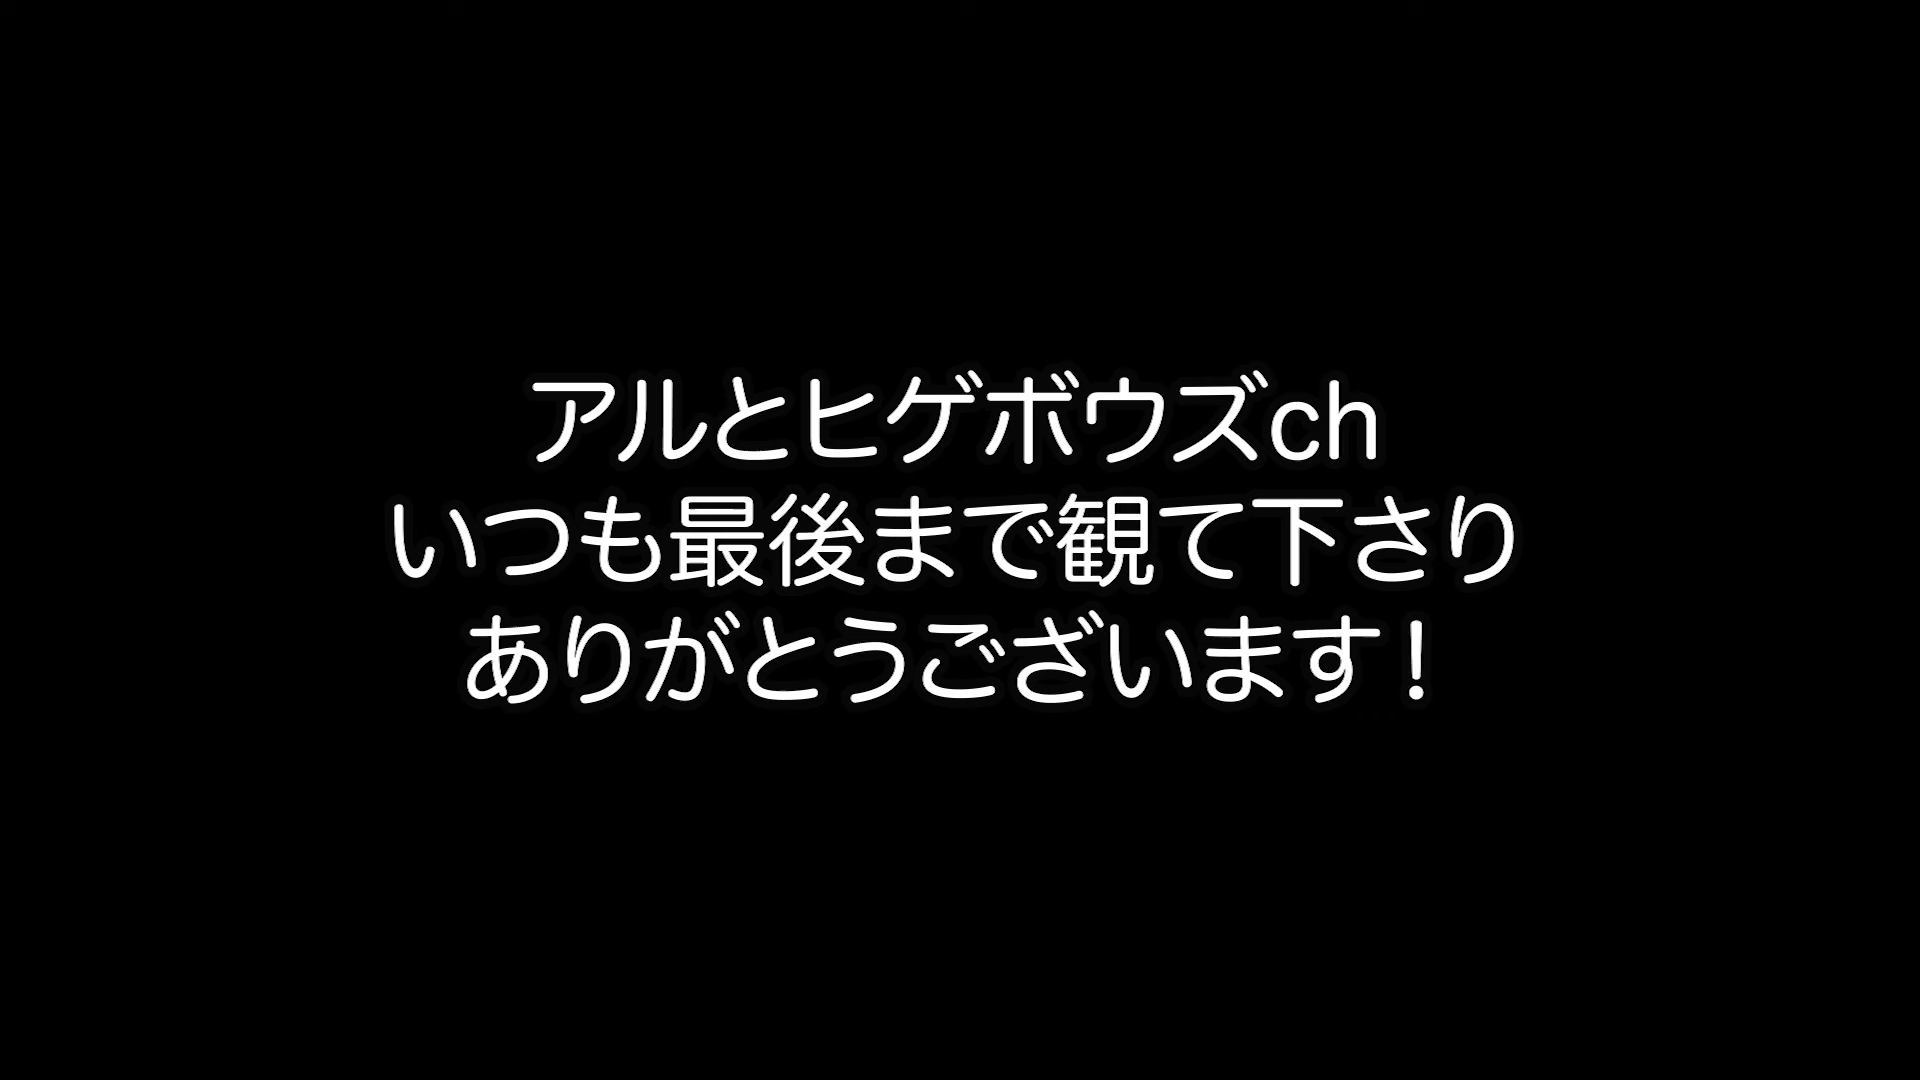 アルとヒゲボウズch
いつも最後まで観て下さり
ありがとうございます!